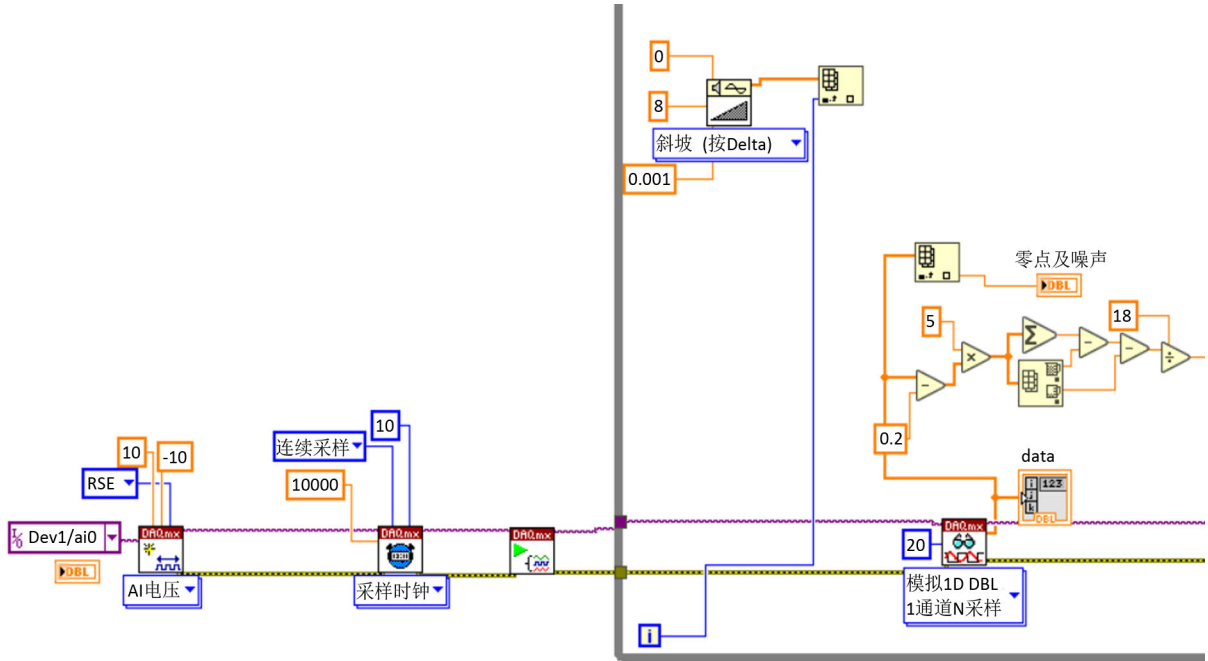 0
8
斜坡 (按Delta)
0.001
零点及噪声
DBL
5
18
0.2
data
i
123
j
k
DBL
10
-10
RSE
10
连续采样
10000
I/O Dev1/ai0
DAQmx
DAQmx
DAQmx
DAQmx
DBL
20
AI电压
采样时钟
模拟1D DBL
1通道N采样
i